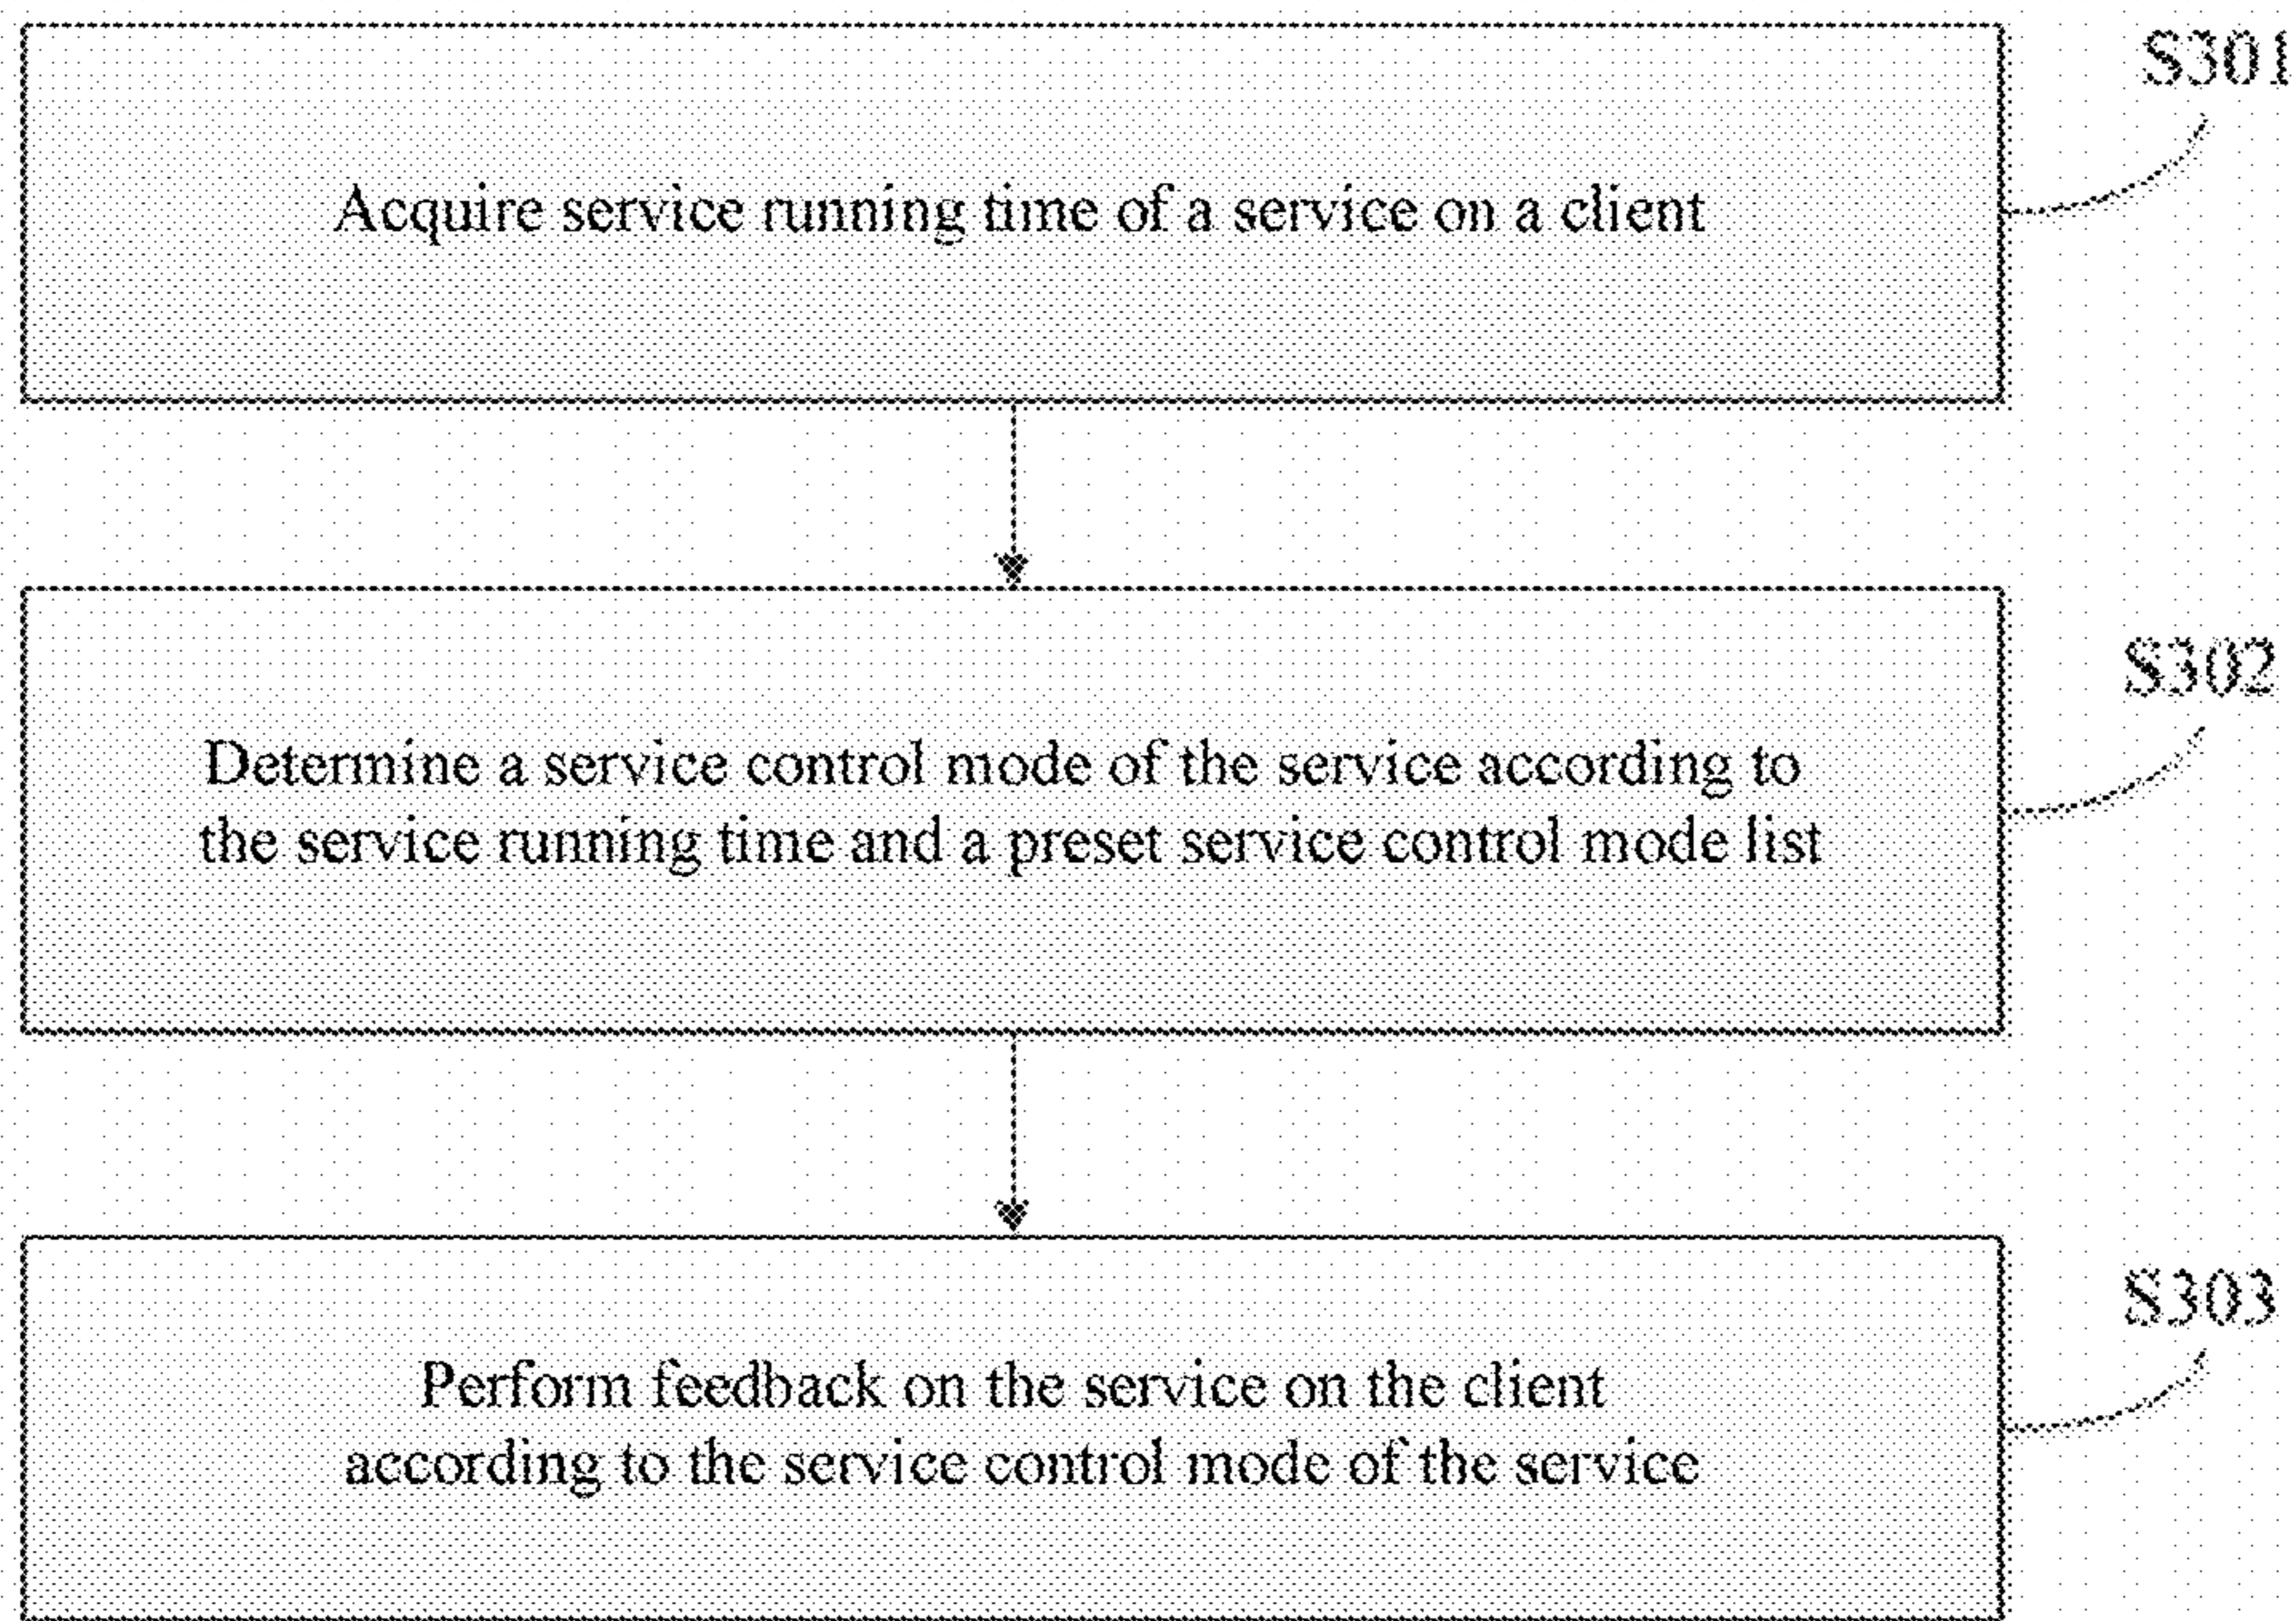 S301
Acquire service running time of a service on a client
S302
Determine a service control mode of the service according to
the service running time and a preset service control mode list
S303
Perform feedback on the service on the client
according to the service control mode of the service